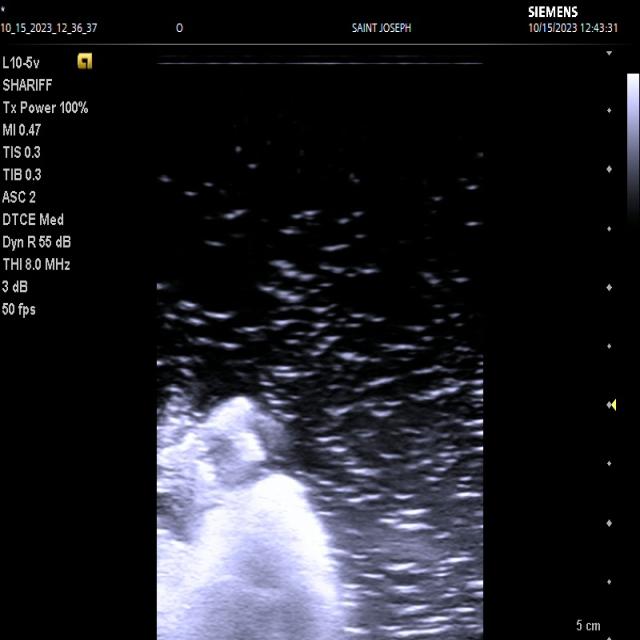 *
SIEMENS
10_15_2023_12_36_37 O SAINT JOSEPH 10/15/2023 12:43:31
L10-5v
SHARIFF
Tx Power 100%
MI 0.47
TIS 0.3
TIB 0.3
ASC 2
DTCE Med
Dyn R 55 dB
THI 8.0 MHz
3 dB
50 fps
5 cm